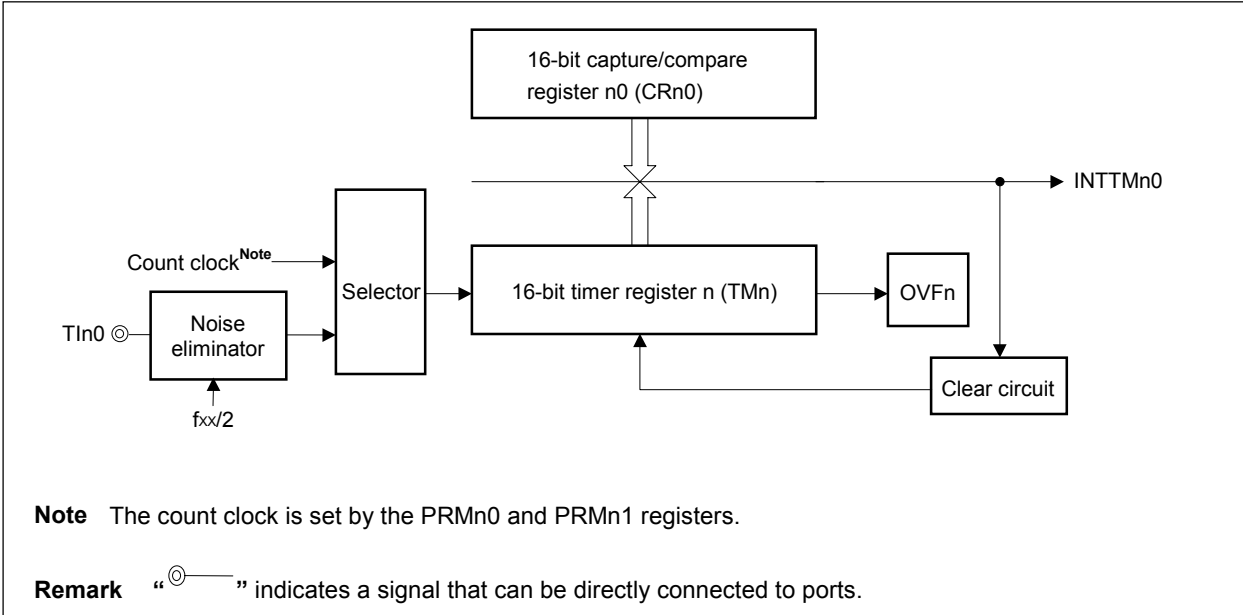 16-bit capture/compare
register n0 (CRn0)
INTTMn0
Count clockNote
Selector
16-bit timer register n (TMn)
OVFn
TIn0
Noise
eliminator
Clear circuit
fxx/2
Note The count clock is set by the PRMn0 and PRMn1 registers.
Remark “ ” indicates a signal that can be directly connected to ports.